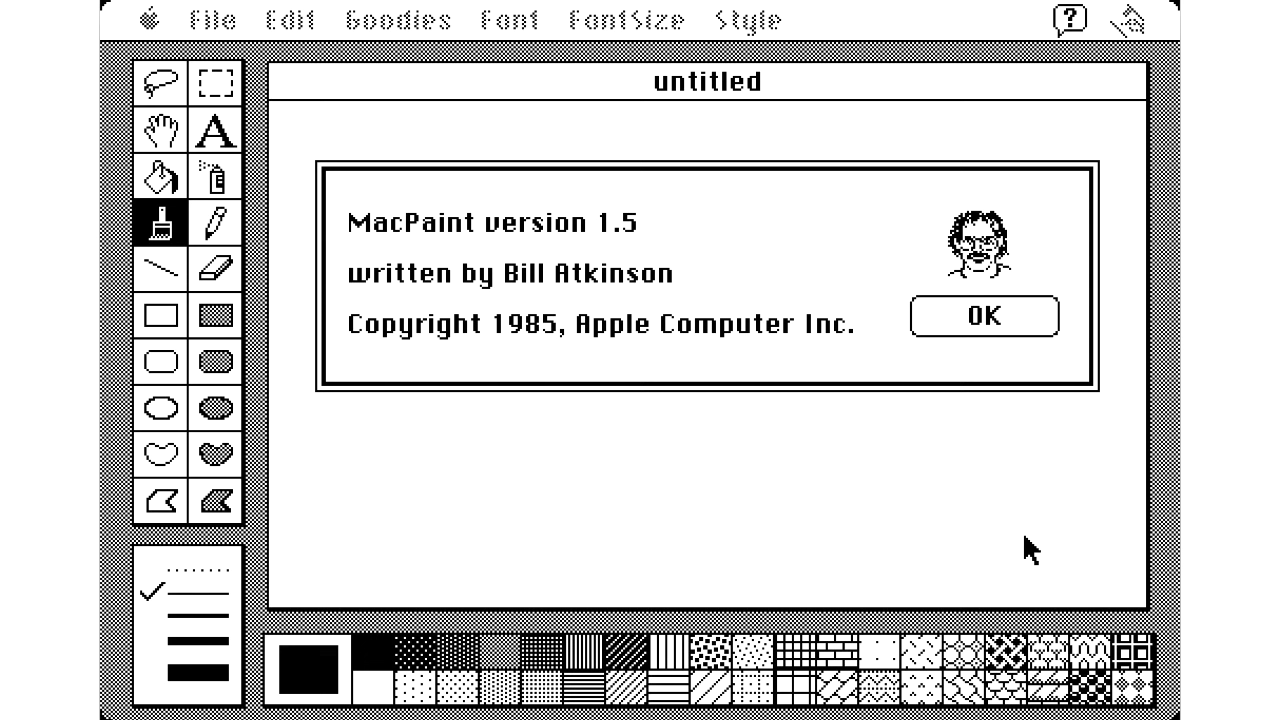 File Edit Goodies Font FontSize Style ?
untitled
A
MacPaint version 1.5
written by Bill Atkinson
Copyright 1985, Apple Computer Inc.
OK